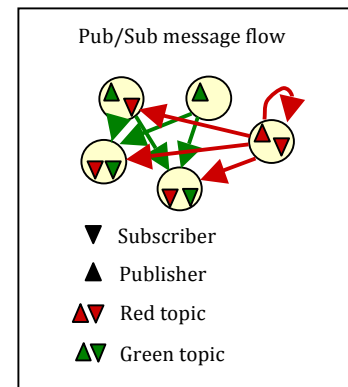 Pub/Sub message flow
Subscriber
Publisher
Red topic
Green topic